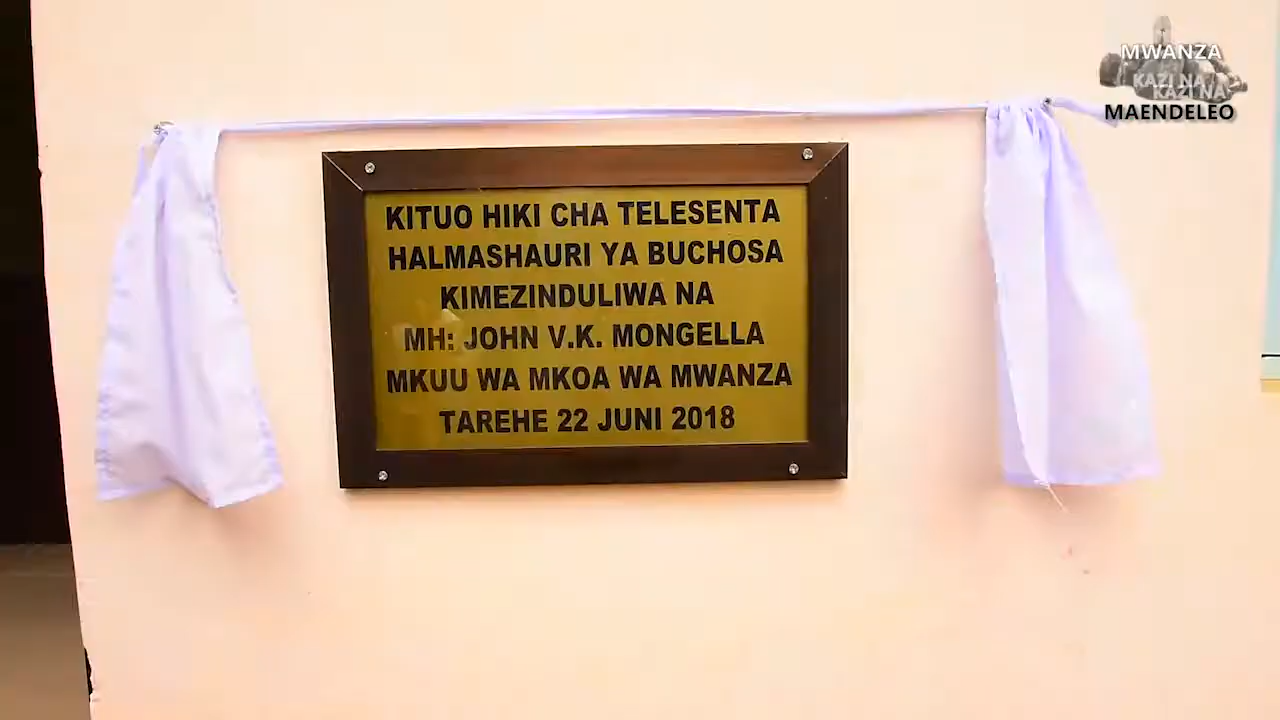 MWANZA
KAZI NA
KAZI NA
MAENDELEO
KITUO HIKI CHA TELESENTA
HALMASHAURI YA BUCHOSA
KIMEZINDULIWA NA
MH: JOHN V.K. MONGELLA
MKUU WA MKOA WA MWANZA
TAREHE 22 JUNI 2018